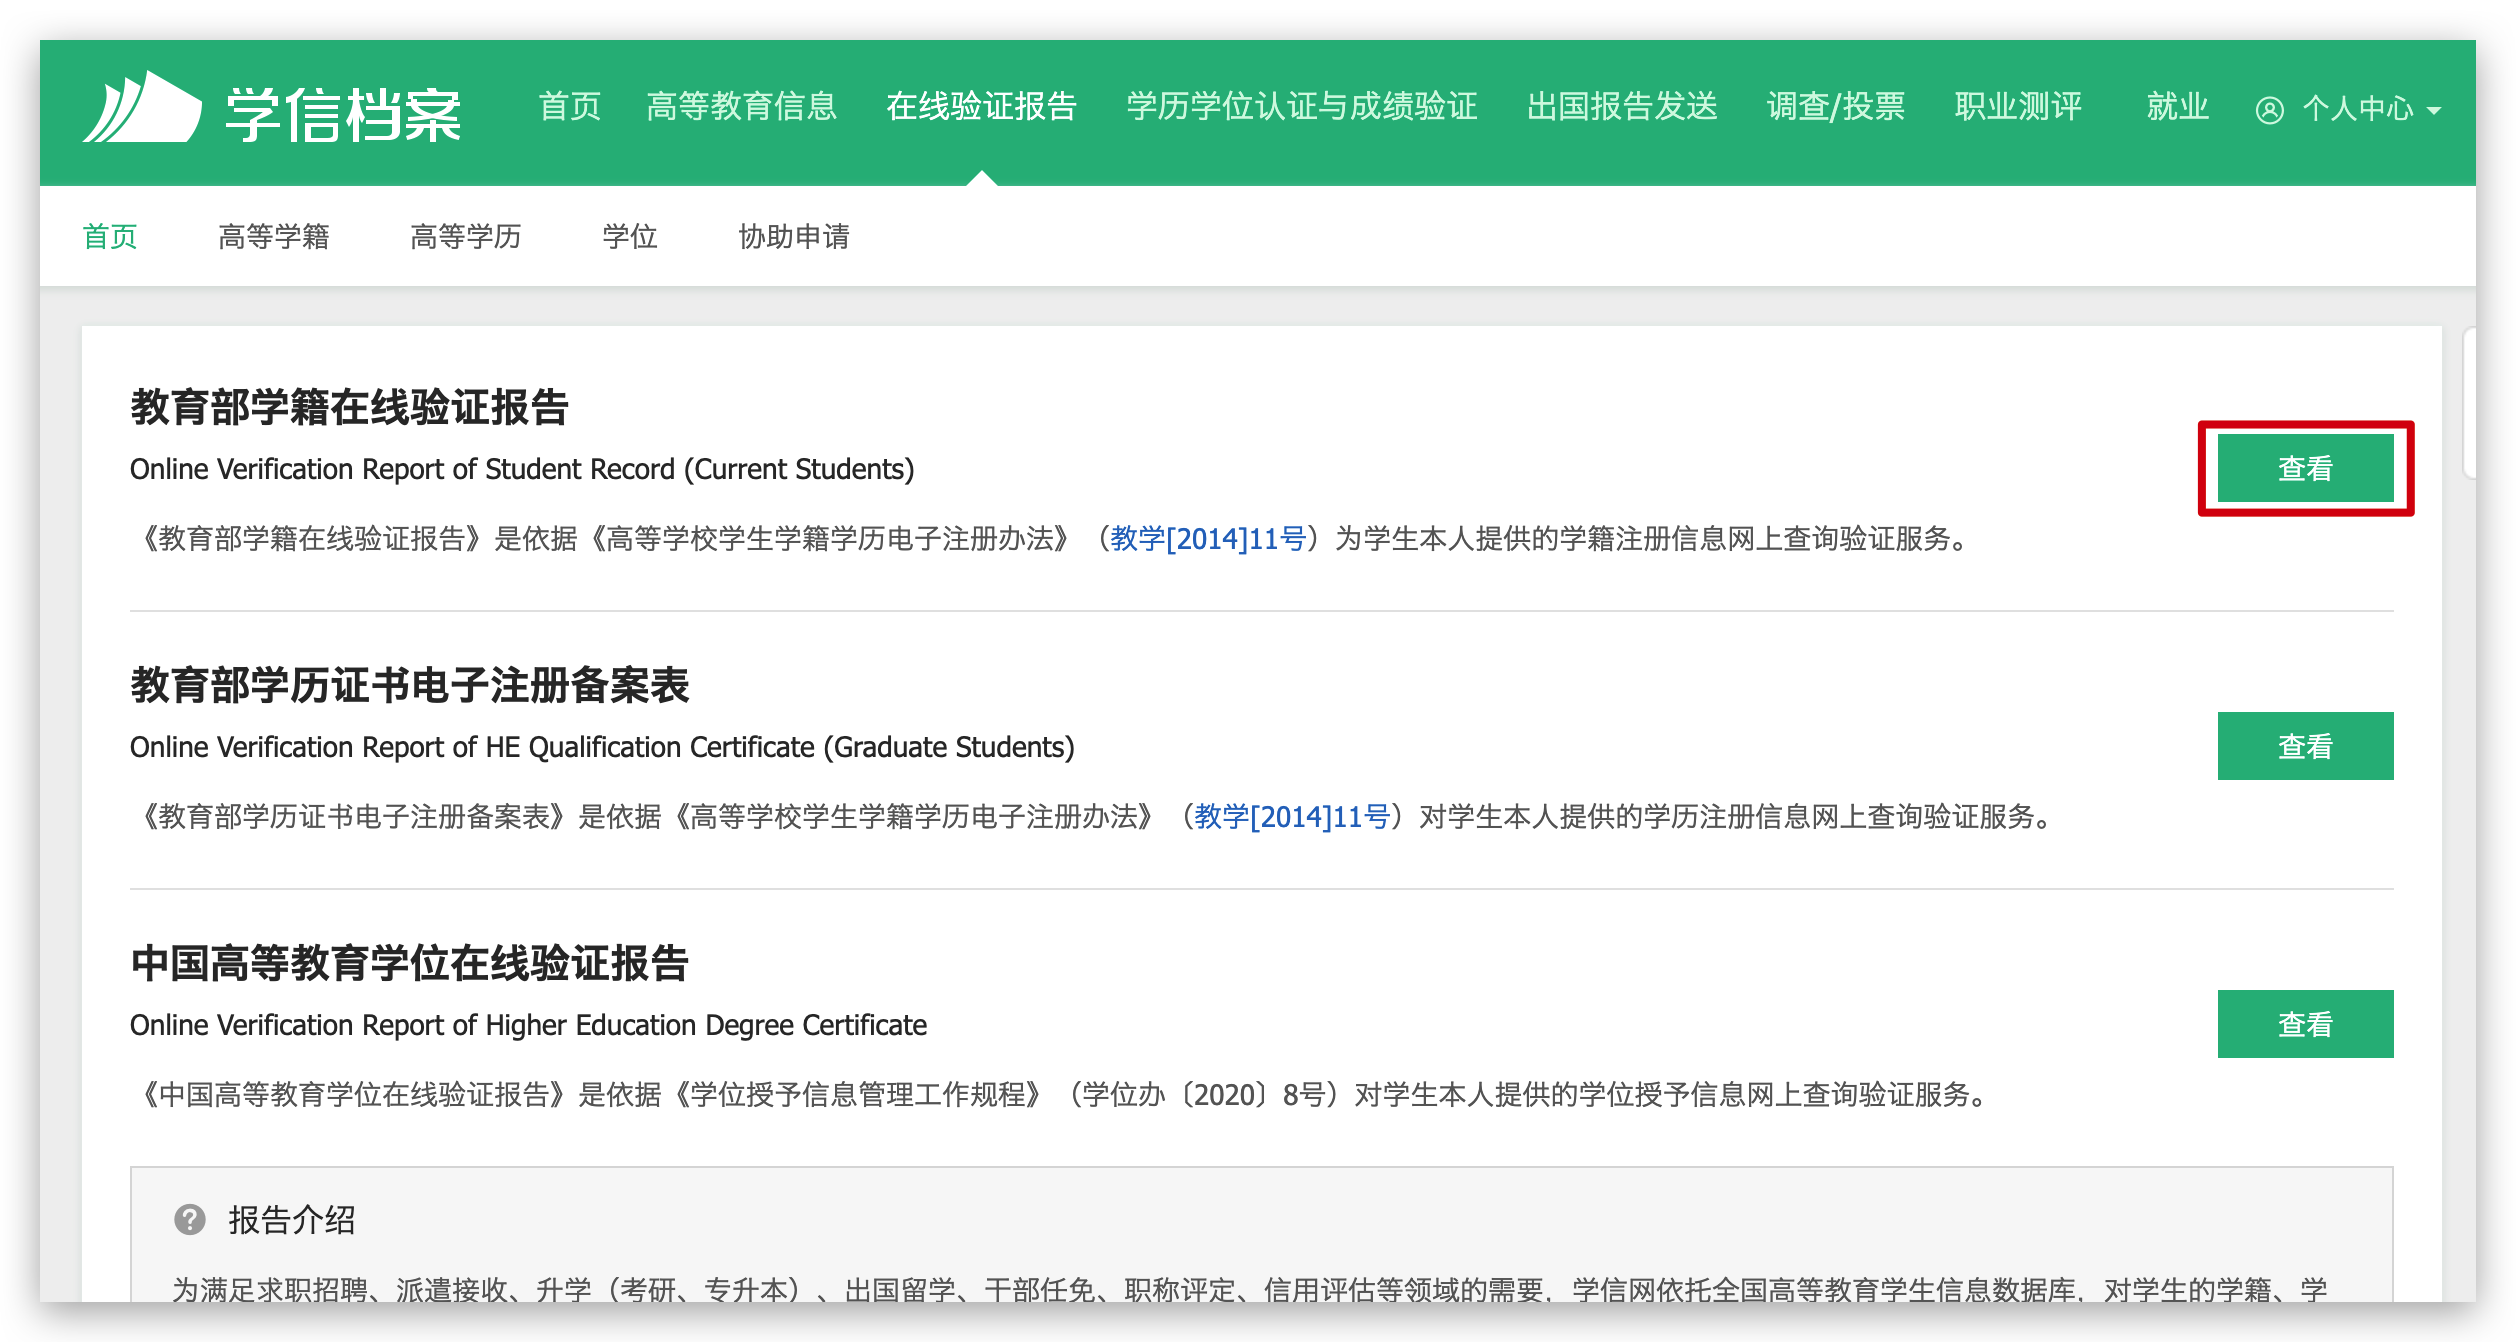 学信档案 首页 高等教育信息 在线验证报告 学历学位认证与成绩验证 出国报告发送 调查/投票 职业测评 就业 个人中心
首页 高等学籍 高等学历 学位 协助申请
教育部学籍在线验证报告
Online Verification Report of Student Record (Current Students)
查看
《教育部学籍在线验证报告》是依据《高等学校学生学籍学历电子注册办法》（教学[2014]11号）为学生本人提供的学籍注册信息网上查询验证服务。
教育部学历证书电子注册备案表
Online Verification Report of HE Qualification Certificate (Graduate Students)
查看
《教育部学历证书电子注册备案表》是依据《高等学校学生学籍学历电子注册办法》（教学[2014]11号）对学生本人提供的学历注册信息网上查询验证服务。
中国高等教育学位在线验证报告
Online Verification Report of Higher Education Degree Certificate
查看
《中国高等教育学位在线验证报告》是依据《学位授予信息管理工作规程》（学位办〔2020〕8号）对学生本人提供的学位授予信息网上查询验证服务。
? 报告介绍
为满足求职招聘、派遣接收、升学（考研、专升本）、出国留学、干部任免、职称评定、信用评估等领域的需要，学信网依托全国高等教育学生信息数据库，对学生的学籍、学